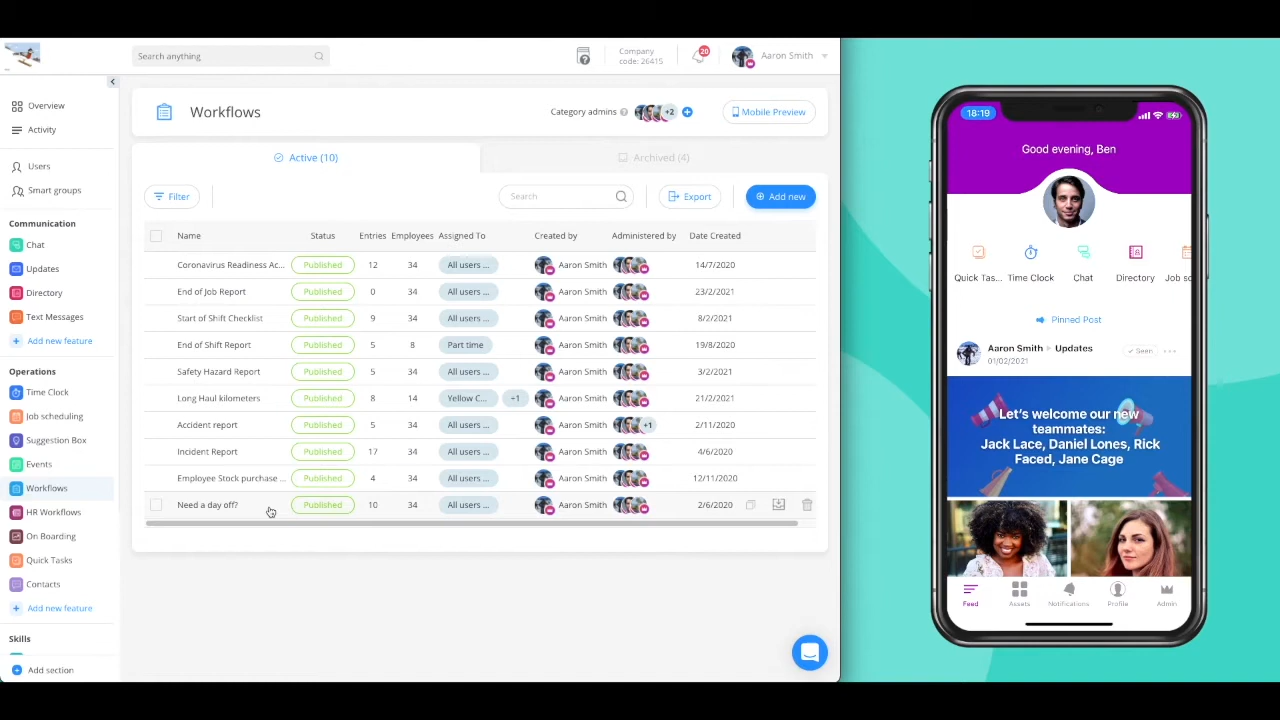 Search anything
Company
code: 26415
20
Aaron Smith
Overview
Activity
Users
Smart groups
Communication
Chat
Updates
Directory
Text Messages
Add new feature
Operations
Time Clock
Job scheduling
Suggestion Box
Events
Workflows
HR Workflows
On Boarding
Quick Tasks
Contacts
Add new feature
Skills
Add section
Workflows
Category admins
+2
Mobile Preview
Active (10)
Archived (4)
Filter
Search
Export
Add new
Name Status Entries Employees Assigned To Created by Administered by Date Created
Coronavirus Readiness Ac... Published 12 34 All users ... Aaron Smith 14/7/2020
End of Job Report Published 0 34 All users ... Aaron Smith 23/2/2021
Start of Shift Checklist Published 9 34 All users ... Aaron Smith 8/2/2021
End of Shift Report Published 5 8 Part time Aaron Smith 19/8/2020
Safety Hazard Report Published 5 34 All users ... Aaron Smith 3/2/2021
Long Haul kilometers Published 8 14 Yellow C... +1 Aaron Smith 21/2/2021
Accident report Published 5 34 All users ... Aaron Smith +1 2/11/2020
Incident Report Published 17 34 All users ... Aaron Smith 4/6/2020
Employee Stock purchase ... Published 4 34 All users ... Aaron Smith 12/11/2020
Need a day off? Published 10 34 All users ... Aaron Smith 2/6/2020
18:19
Good evening, Ben
Quick Tas... Time Clock Chat Directory Job sc
Pinned Post
Aaron Smith Updates
01/02/2021
Seen
Let's welcome our new
teammates:
Jack Lace, Daniel Lones, Rick
Faced, Jane Cage
Feed Assets Notifications Profile Admin